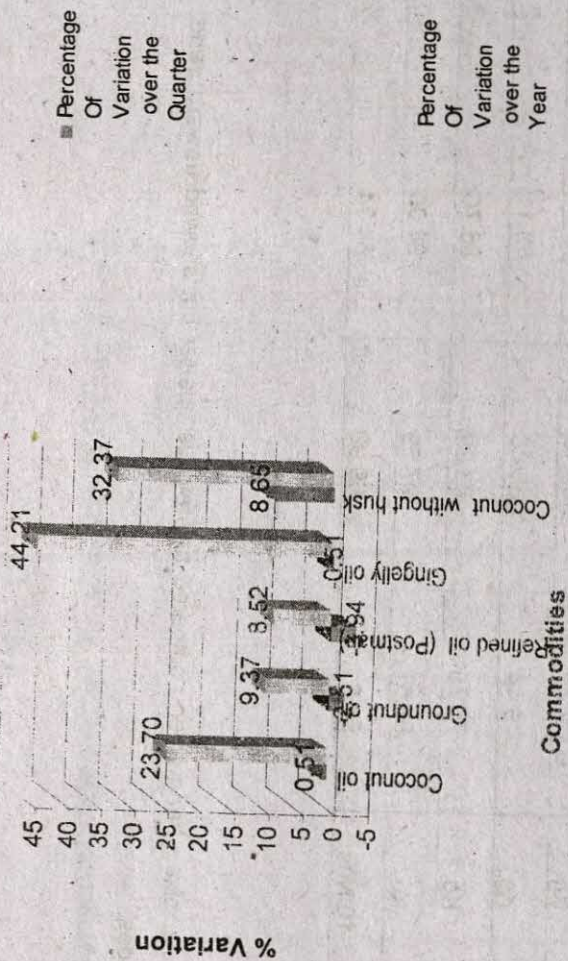 % Variation
45
40
35
30
25
20
15
10
5
0
-5
23.70
0.51
9.37
8.52
44.21
32.37
8.65
Coconut oil
Groundnut oil
Refined oil (Postman)
Gingelly oil
Coconut without husk
Commodities
Percentage
Of
Variation
over the
Quarter
Percentage
Of
Variation
over the
Year